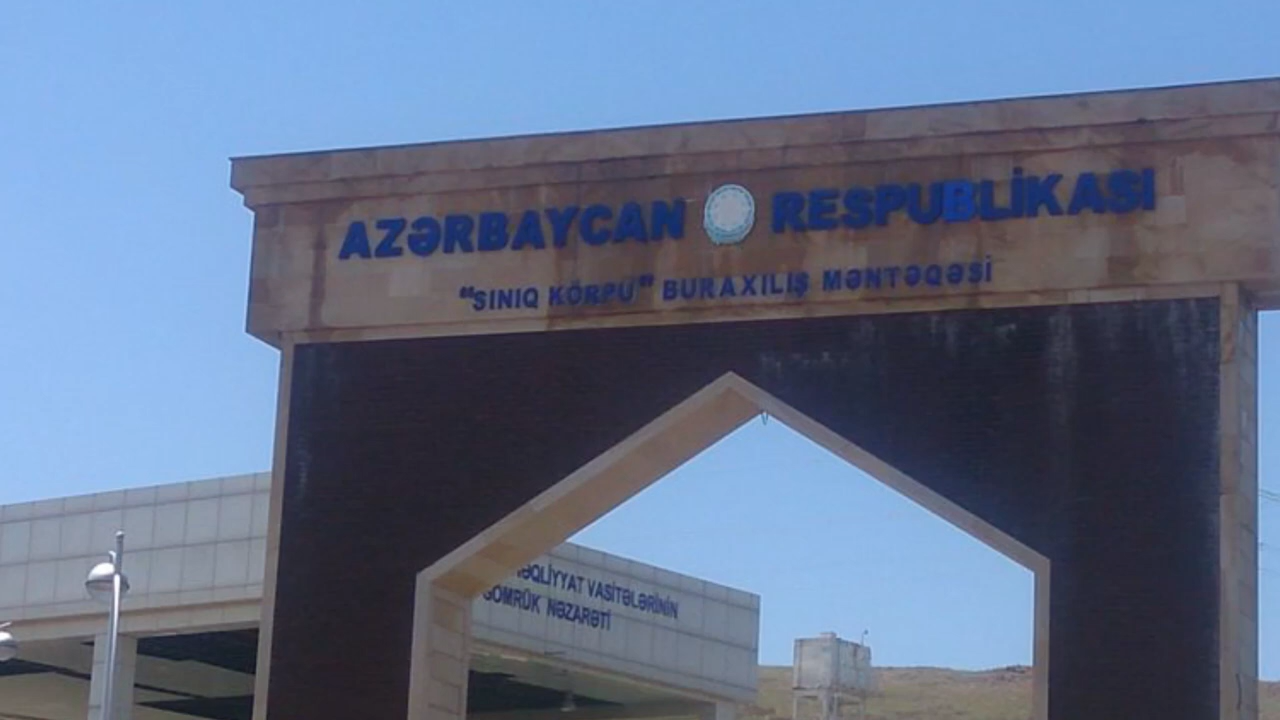 AZƏRBAYCAN RESPUBLİKASI
"SINIQ KÖRPÜ" BURAXILIŞ MƏNTƏQƏSİ
VASİTƏLƏRİNİN
GÖMRÜK NƏZARƏTİ